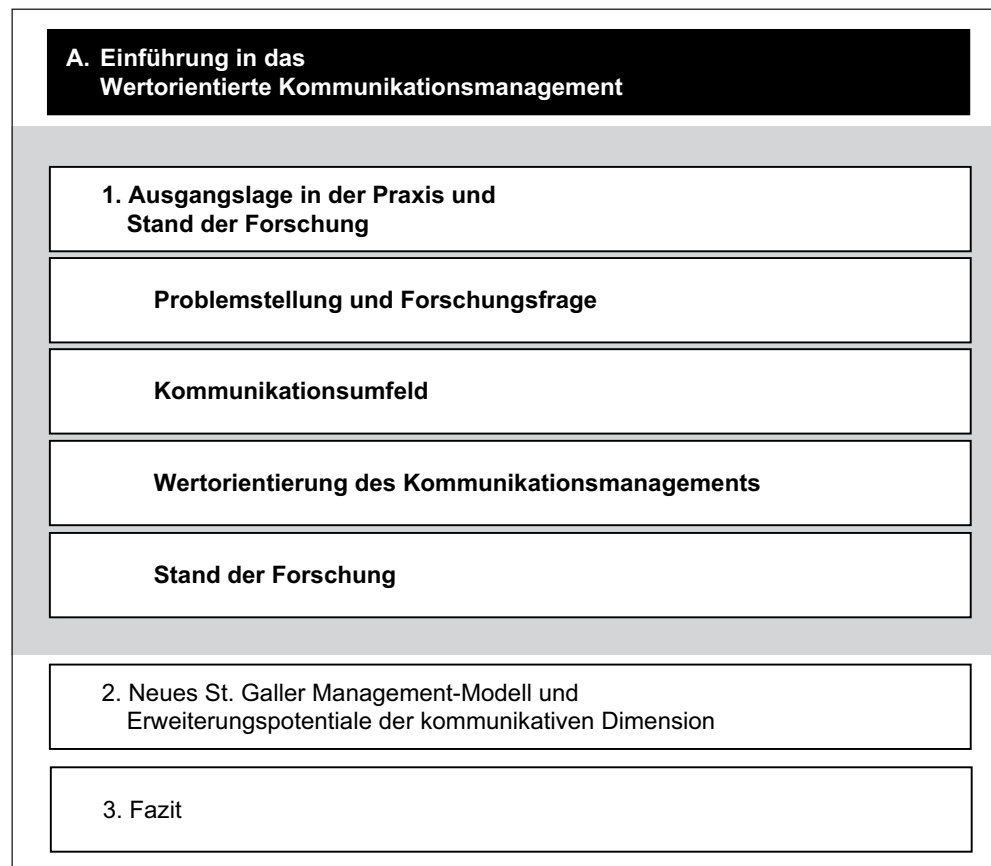 A. Einführung in das
Wertorientierte Kommunikationsmanagement
1. Ausgangslage in der Praxis und
Stand der Forschung
Problemstellung und Forschungsfrage
Kommunikationsumfeld
Wertorientierung des Kommunikationsmanagements
Stand der Forschung
2. Neues St. Galler Management-Modell und
Erweiterungspotentiale der kommunikativen Dimension
3. Fazit